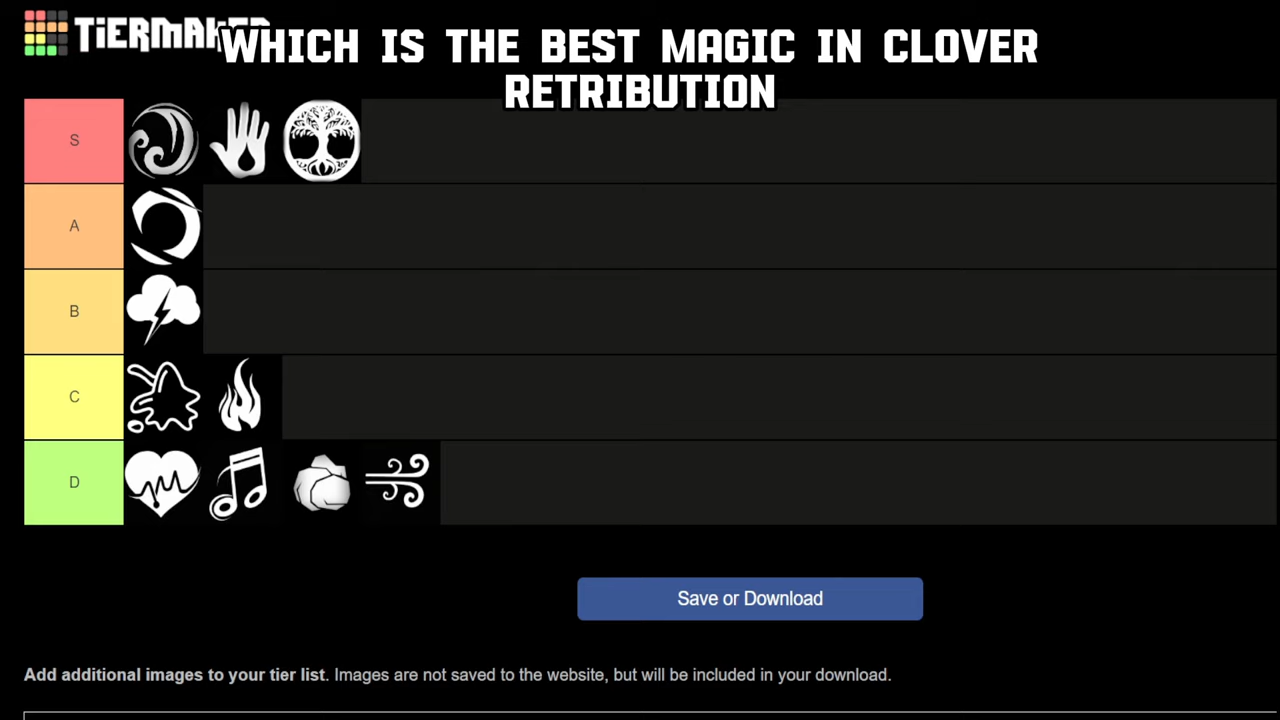 TiERMAKER
WHICH IS THE BEST MAGIC IN CLOVER
RETRIBUTION
S
A
B
C
D
Save or Download
Add additional images to your tier list. Images are not saved to the website, but will be included in your download.